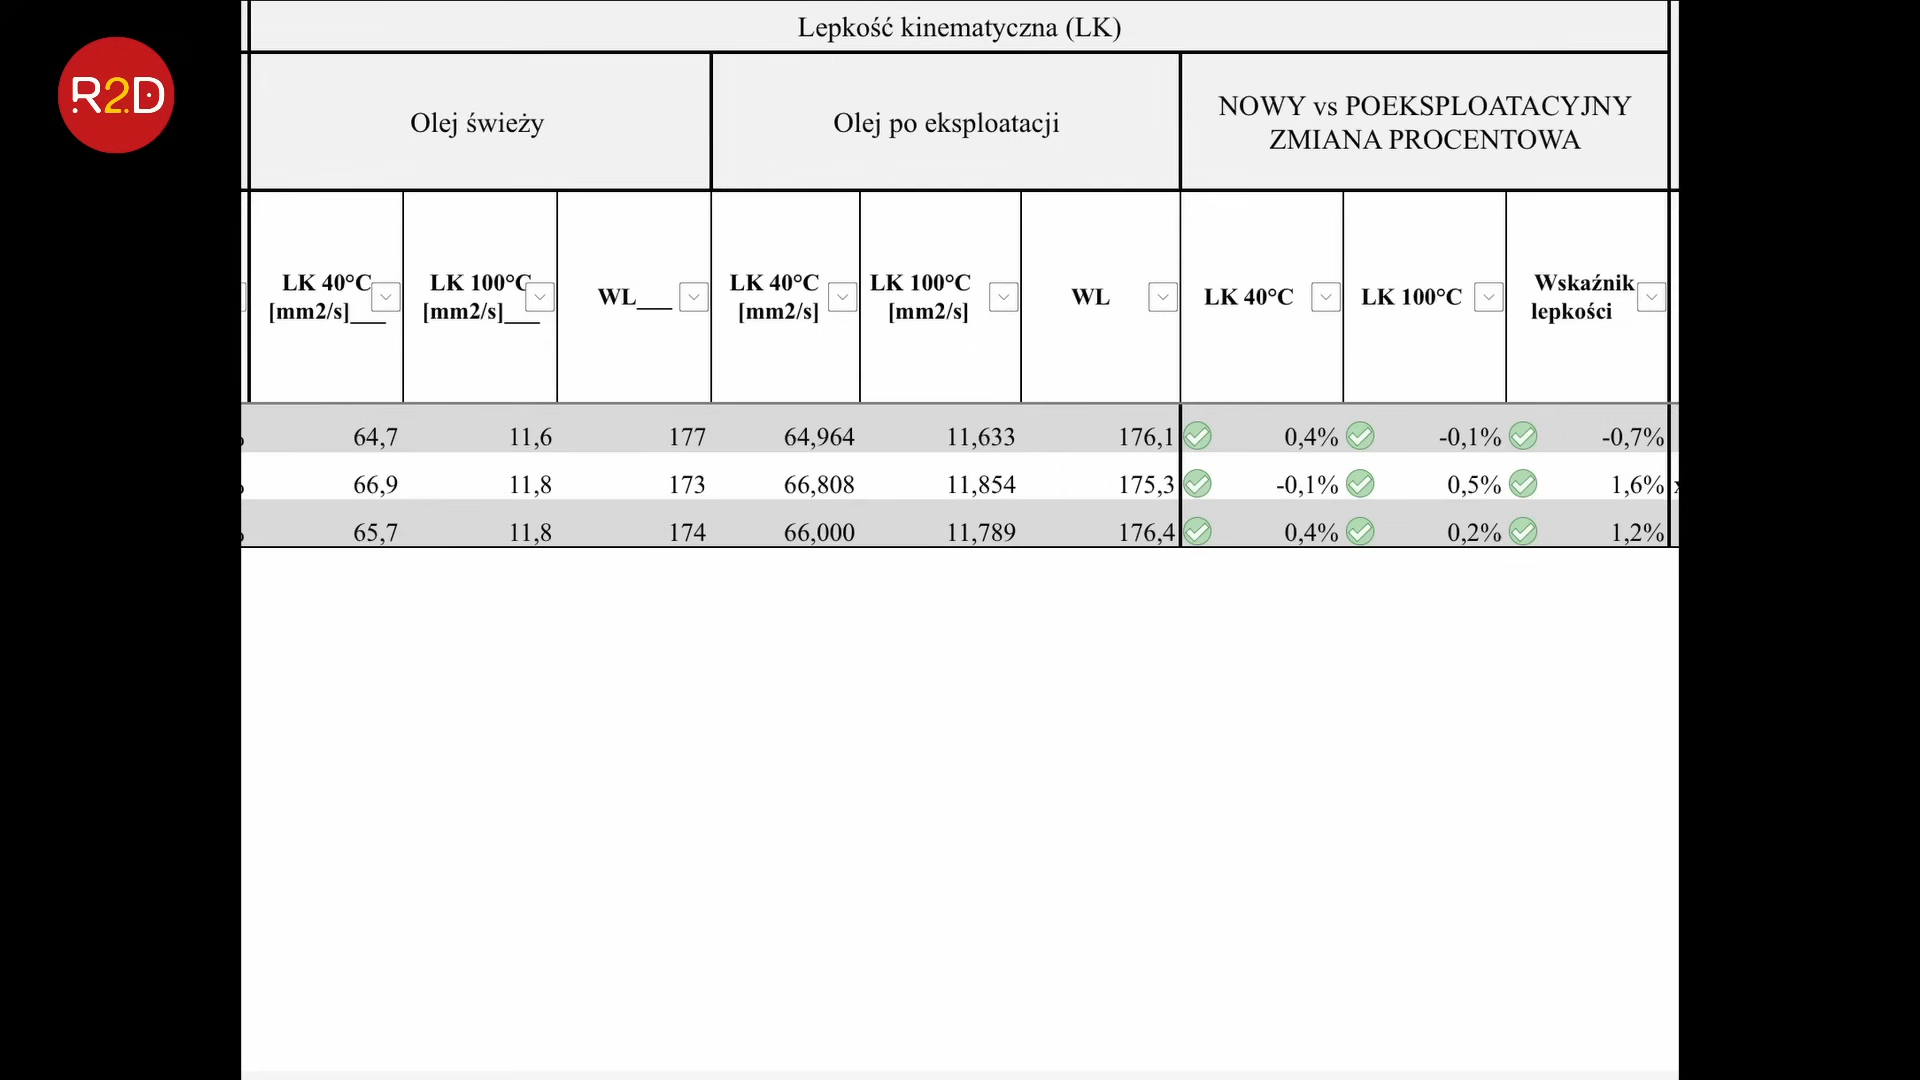 R2D
Lepkość kinematyczna (LK)
Olej świeży
Olej po eksploatacji
NOWY vs POEKSPLOATACYJNY
ZMIANA PROCENTOWA
LK 40°C
[mm2/s]___
LK 100°C
[mm2/s]___
WL___
LK 40°C
[mm2/s]
LK 100°C
[mm2/s]
WL
LK 40°C
LK 100°C
Wskaźnik
lepkości
64,7 11,6 177 64,964 11,633 176,1 0,4% -0,1% -0,7%
66,9 11,8 173 66,808 11,854 175,3 -0,1% 0,5% 1,6%
65,7 11,8 174 66,000 11,789 176,4 0,4% 0,2% 1,2%